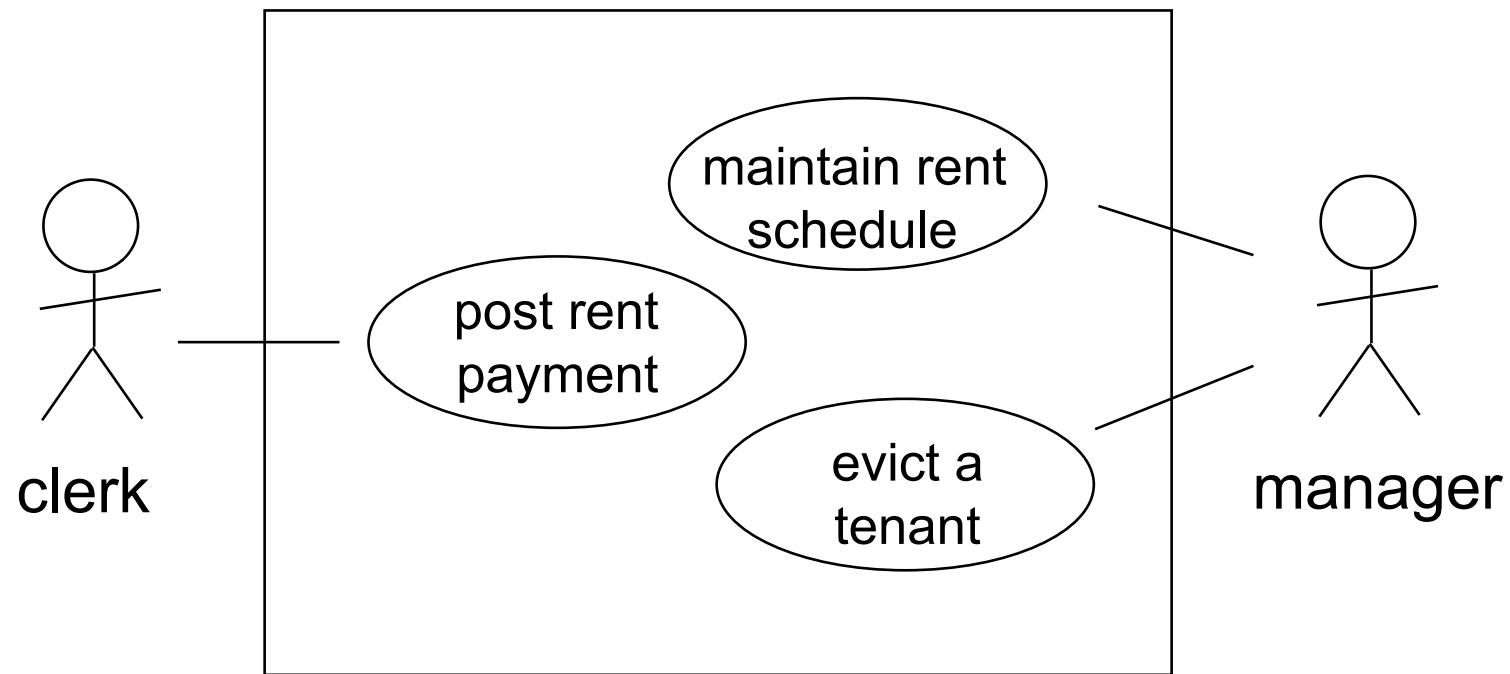 maintain rent
schedule
post rent
payment
evict a
tenant
clerk
manager